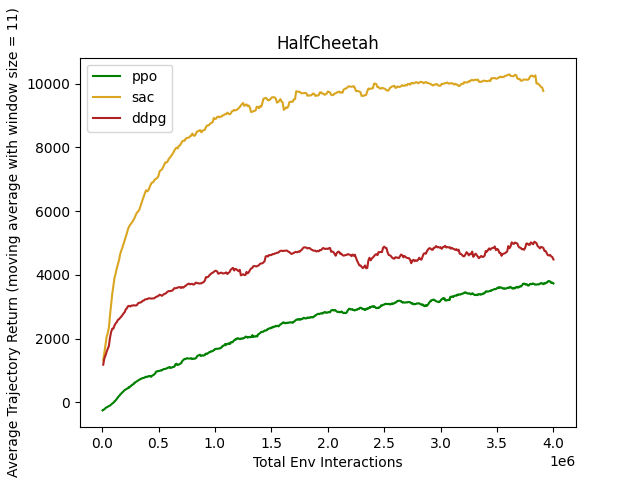 HalfCheetah
Average Trajectory Return (moving average with window size = 11)
10000
8000
6000
4000
2000
0
ppo
sac
ddpg
0.0 0.5 1.0 1.5 2.0 2.5 3.0 3.5 4.0
1e6
Total Env Interactions